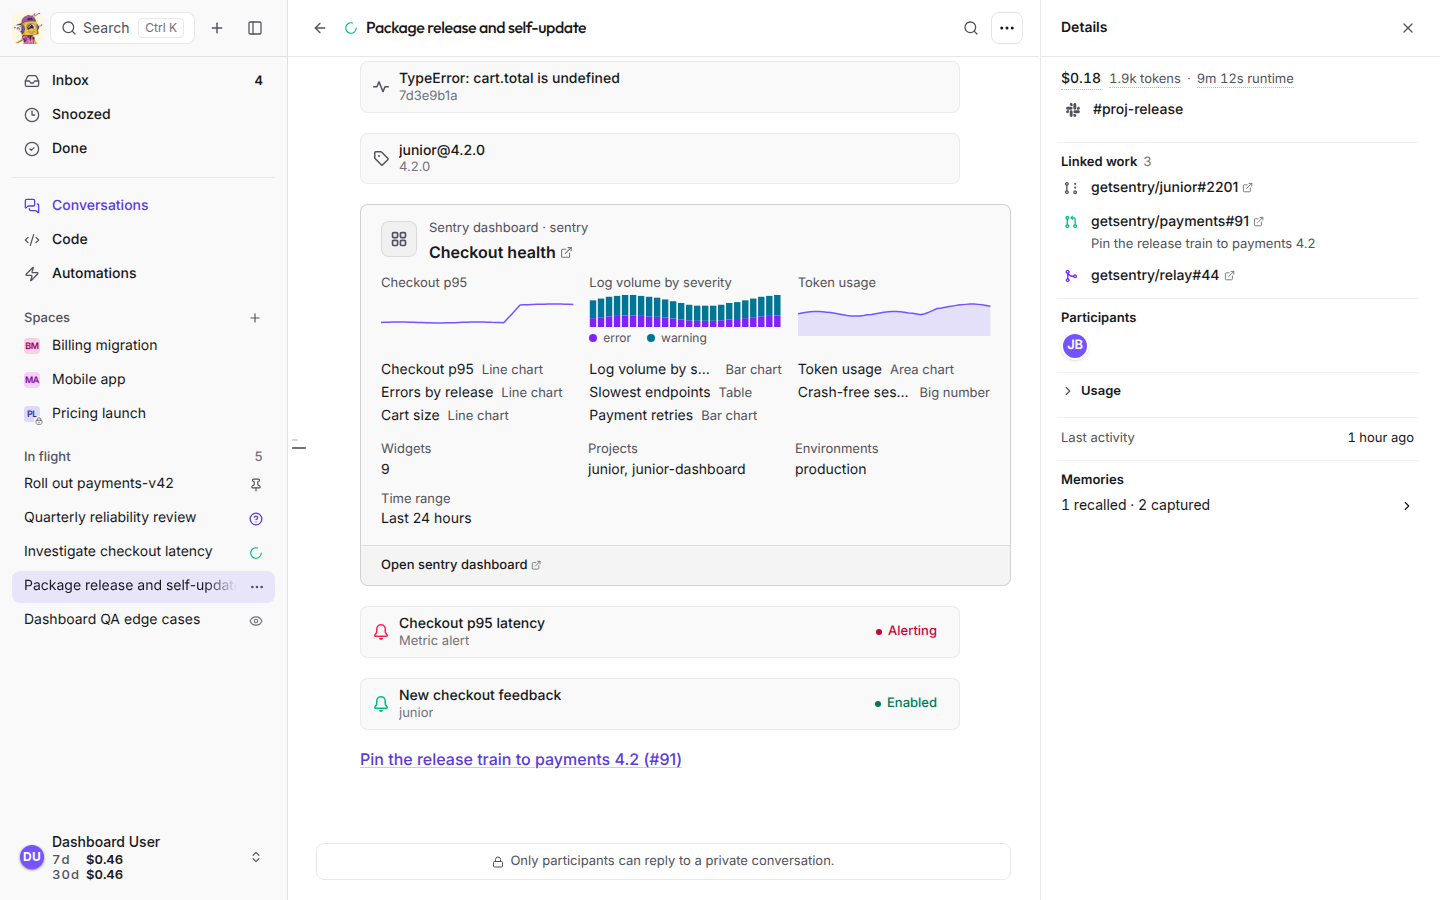 Search
Ctrl K
Inbox
4
Snoozed
Done
Conversations
Code
Automations
Spaces
BM
Billing migration
MA
Mobile app
PL
Pricing launch
In flight
5
Roll out payments-v42
Quarterly reliability review
Investigate checkout latency
Package release and self-updat
Dashboard QA edge cases
DU
Dashboard User
7d $0.46
30d $0.46
Package release and self-update
TypeError: cart.total is undefined
7d3e9b1a
junior@4.2.0
4.2.0
Sentry dashboard · sentry
Checkout health
Checkout p95
Log volume by severity
error
warning
Token usage
Checkout p95 Line chart
Log volume by s... Bar chart
Token usage Area chart
Errors by release Line chart
Slowest endpoints Table
Crash-free ses... Big number
Cart size Line chart
Payment retries Bar chart
Widgets
9
Projects
junior, junior-dashboard
Environments
production
Time range
Last 24 hours
Open sentry dashboard
Checkout p95 latency
Metric alert
Alerting
New checkout feedback
junior
Enabled
Pin the release train to payments 4.2 (#91)
Only participants can reply to a private conversation.
Details
$0.18 1.9k tokens · 9m 12s runtime
#proj-release
Linked work 3
getsentry/junior#2201
getsentry/payments#91
Pin the release train to payments 4.2
getsentry/relay#44
Participants
JB
Usage
Last activity
1 hour ago
Memories
1 recalled · 2 captured